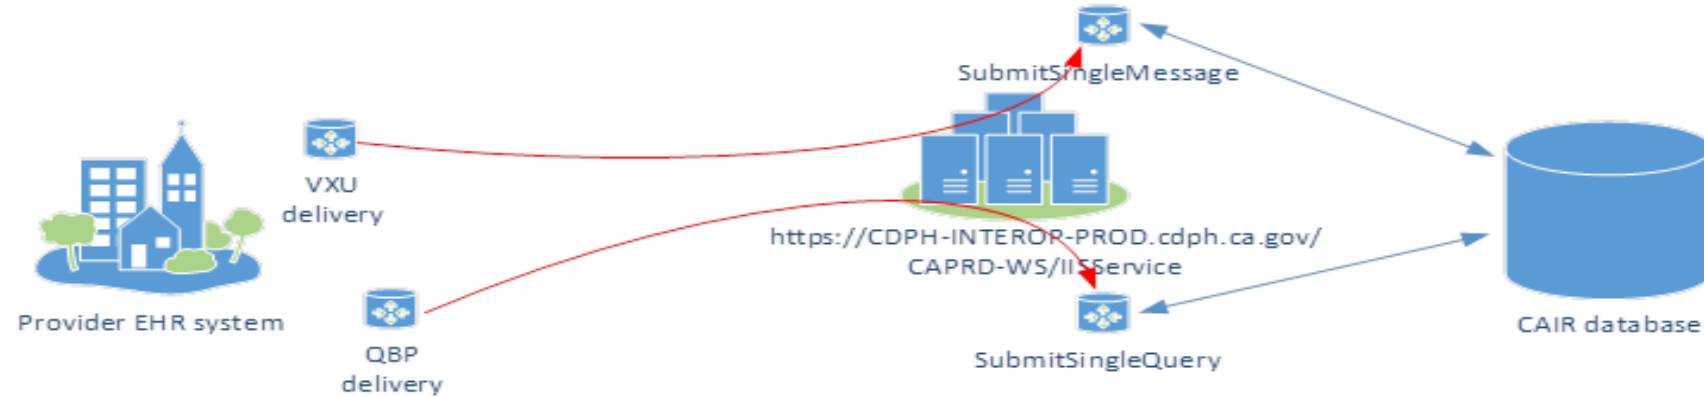 SubmitSingleMessage
VXU
delivery
https://CDPH-INTEROP-PROD.cdph.ca.gov/
CAPRD-WS/IISService
Provider EHR system
CAIR database
QBP
delivery
SubmitSingleQuery